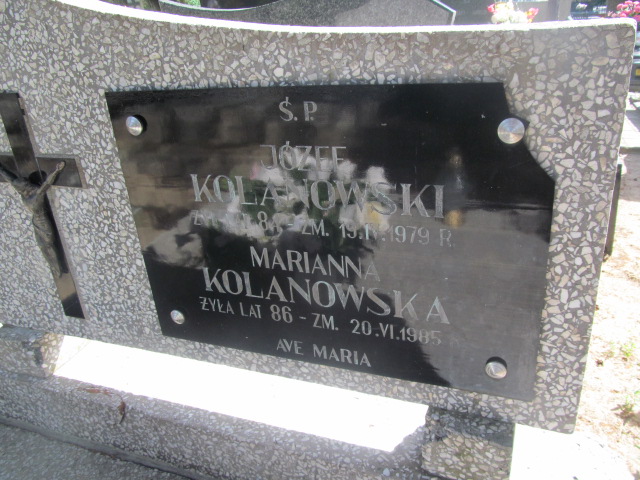 Ś. P.
JÓZEF
KOLANOWSKI
ZM. 1979 R.
MARIANNA
KOLANOWSKA
ŻYŁA LAT 86 - ZM. 20.VI.1985
AVE MARIA